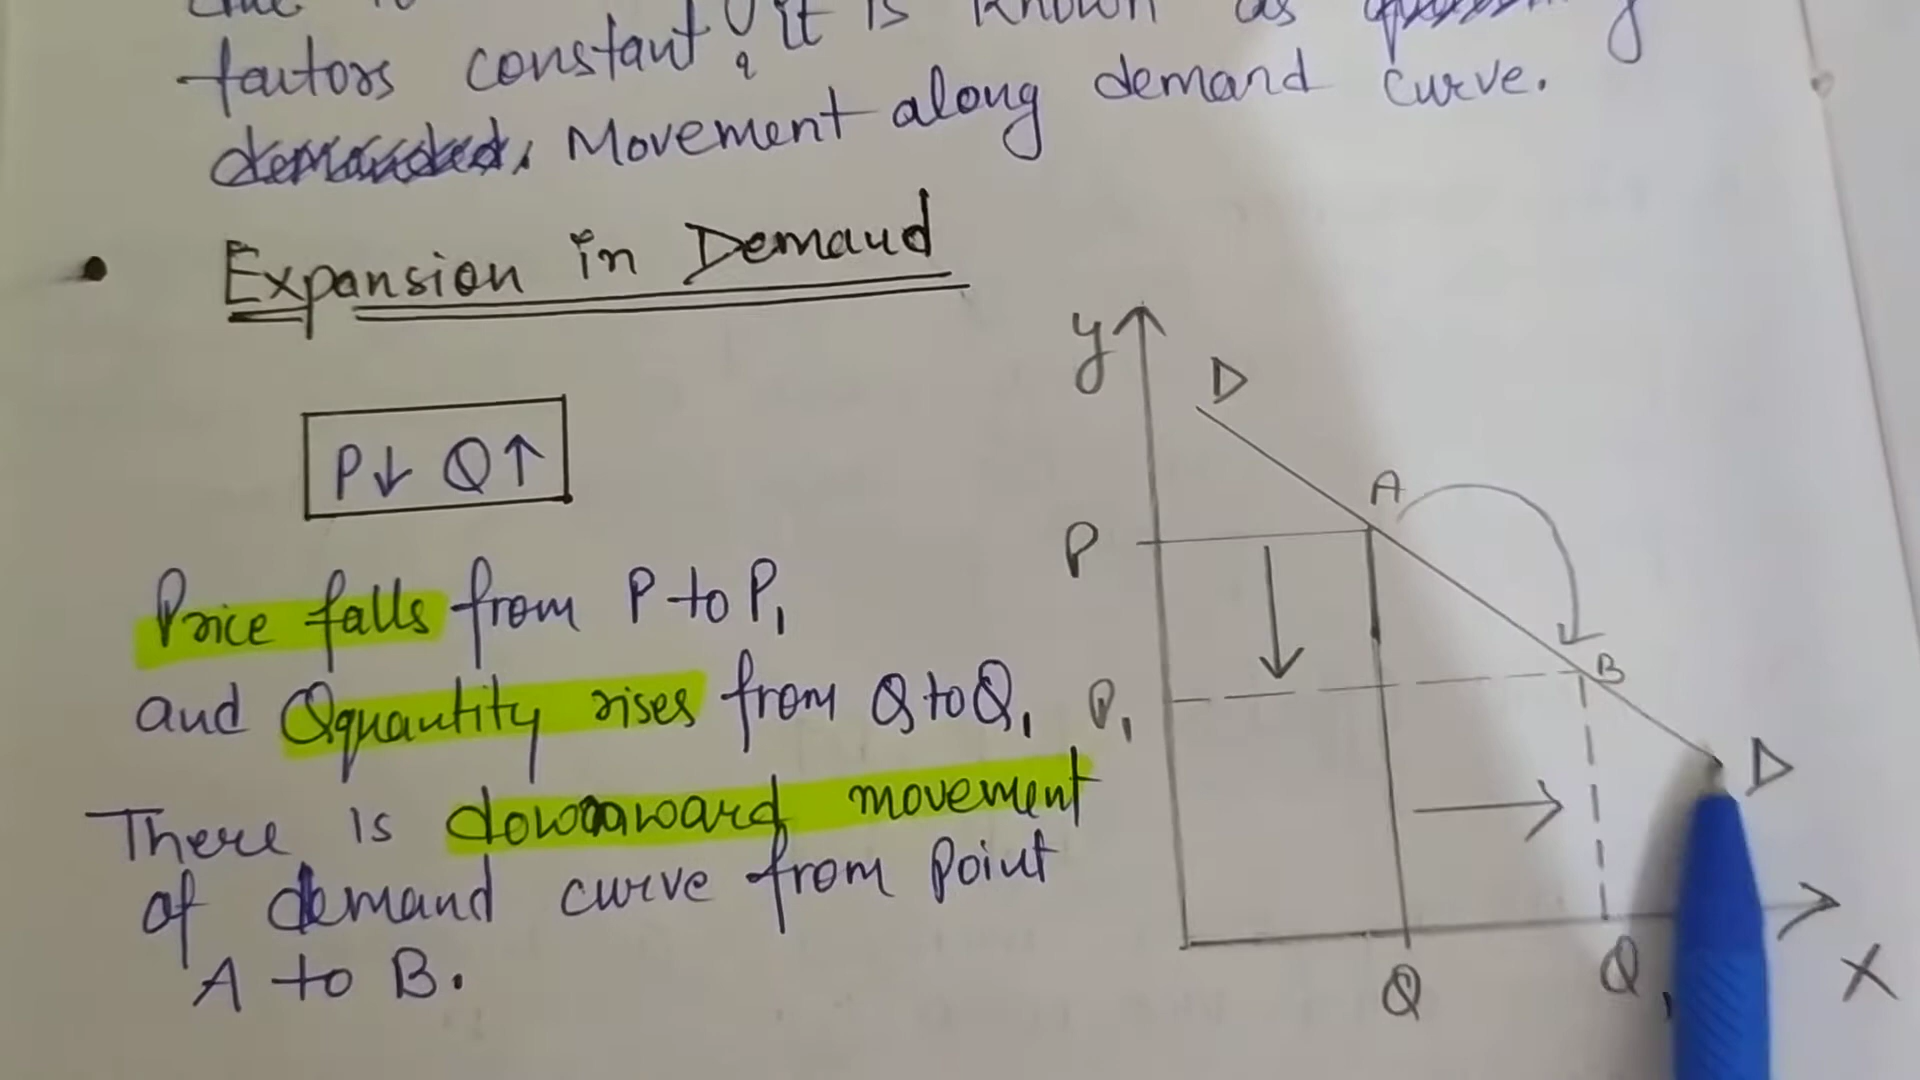 factors constant, it is known as
Movement along demand curve.
• Expansion in Demand
P↓ Q↑
Price falls from P to P₁
and Qquantity rises from Q to Q₁
There is downward movement
of demand curve from point
A to B.
y
D
A
P
B
P₁
D
Q
Q₁
X